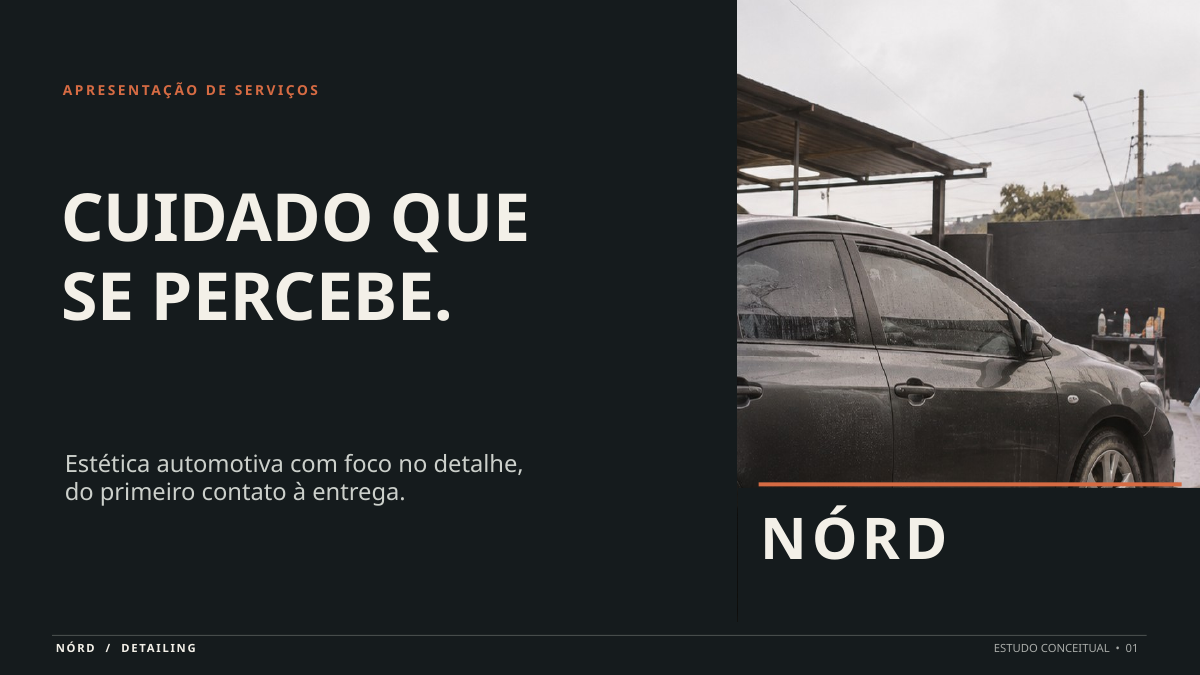 APRESENTAÇÃO DE SERVIÇOS
CUIDADO QUE
SE PERCEBE.
Estética automotiva com foco no detalhe,
do primeiro contato à entrega.
NÓRD
NÓRD / DETAILING
ESTUDO CONCEITUAL • 01